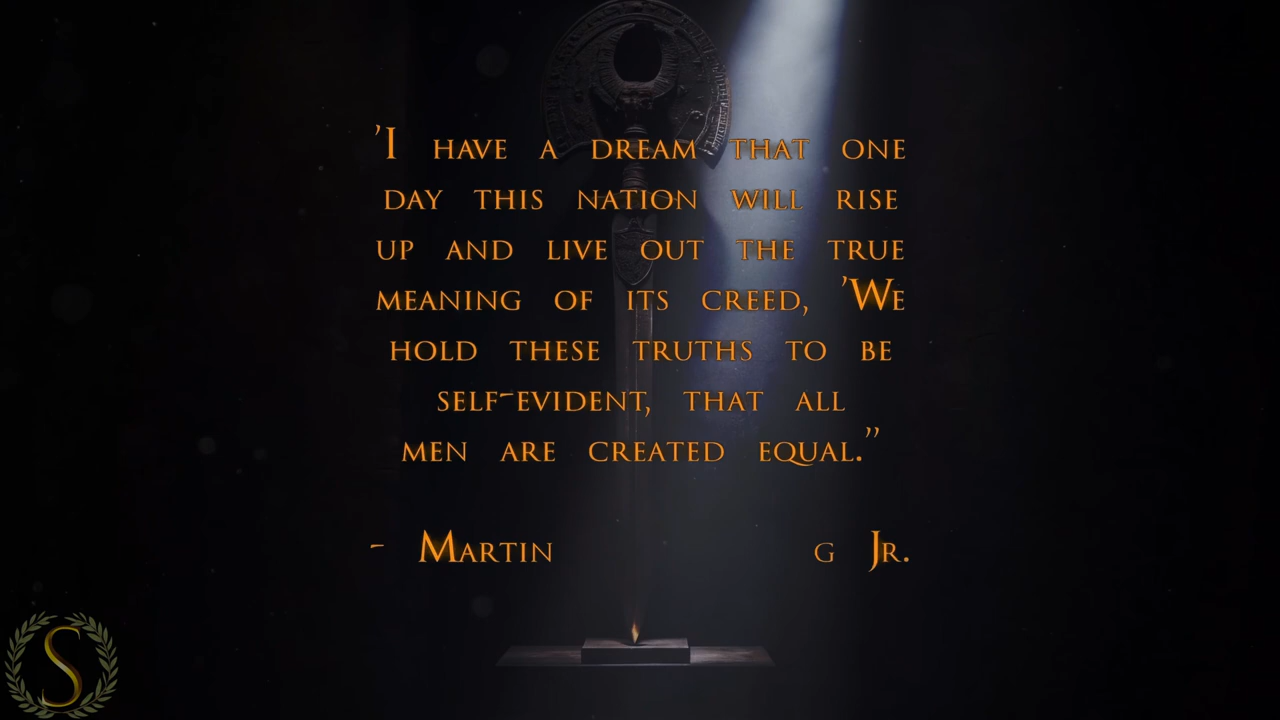 'I have a dream that one
day this nation will rise
up and live out the true
meaning of its creed, 'We
hold these truths to be
self-evident, that all
men are created equal.''
- Martin g Jr.
S